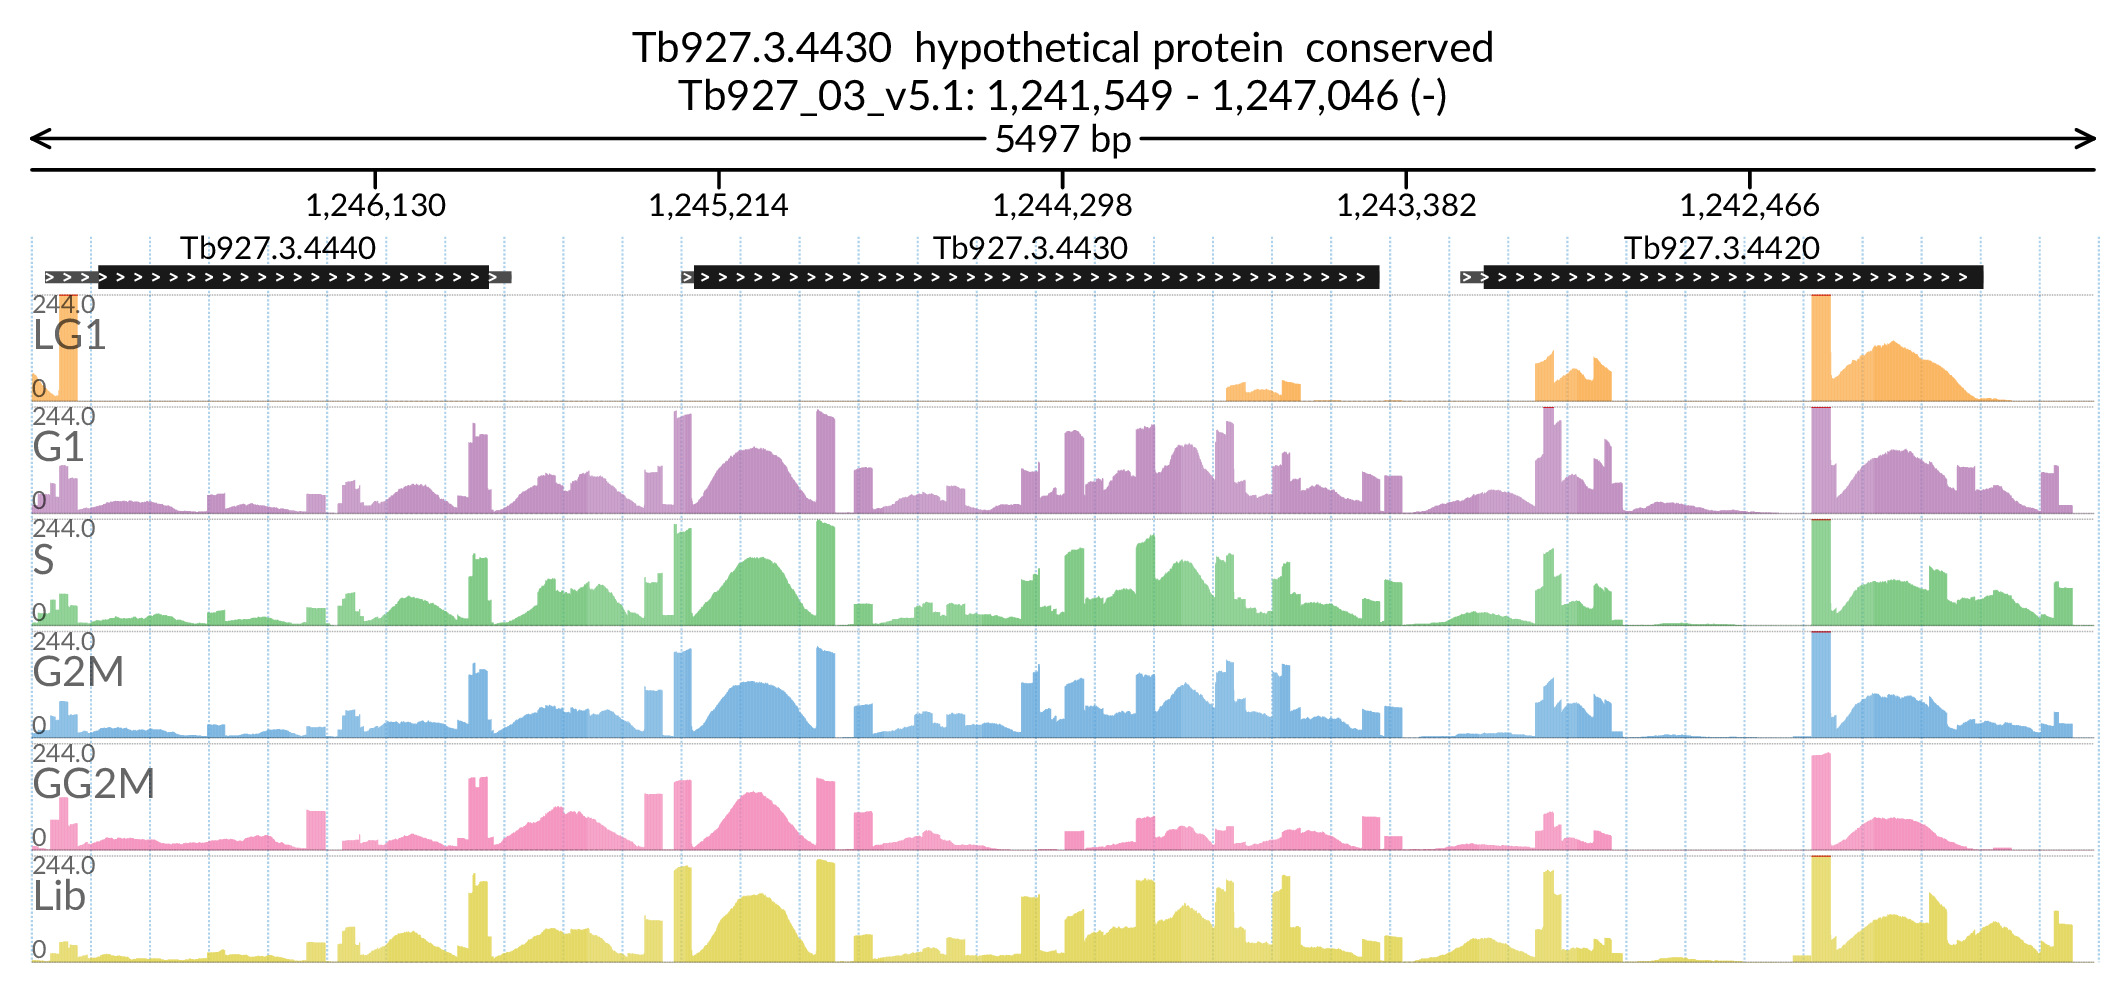 Tb927.3.4430 hypothetical protein conserved
Tb927_03_v5.1: 1,241,549 - 1,247,046 (-)
5497 bp
1,246,130 1,245,214 1,244,298 1,243,382 1,242,466
Tb927.3.4440 Tb927.3.4430 Tb927.3.4420
244.0
LG1
0
244.0
G1
0
244.0
S
0
244.0
G2M
0
244.0
GG2M
0
244.0
Lib
0